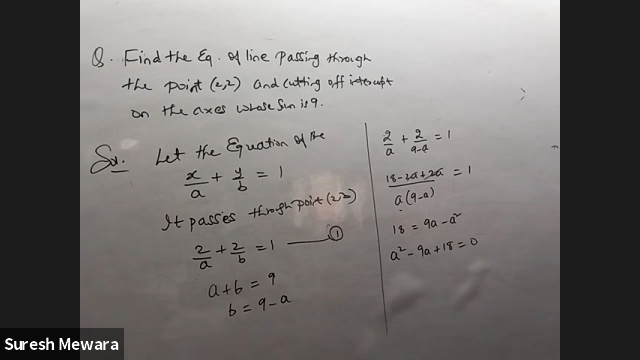 Q. Find the Eq. of line passing through
the point (2,2) and cutting off intercept
on the axes whose sum is 9.
Sol. Let the Equation of the
x/a + y/b = 1
It passes through point (2,2)
2/a + 2/b = 1 —— ①
a + b = 9
b = 9 - a
2/a + 2/9-a = 1
18 - 2a + 2a / a(9-a) = 1
18 = 9a - a²
a² - 9a + 18 = 0
Suresh Mewara